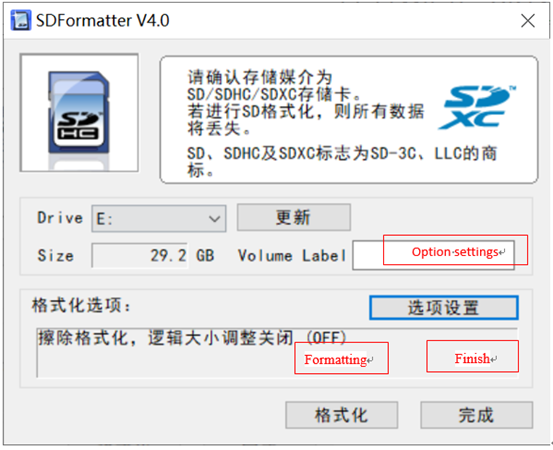 SDFormatter V4.0
SD
HC
请确认存储媒介为
SD/SDHC/SDXC存储卡。
若进行SD格式化，则所有数据
将丢失。
SD、SDHC及SDXC标志为SD-3C、LLC的商
标。
SD
XC
TM
Drive E: 更新
Size 29.2 GB Volume Label Option·settings↵
格式化选项： 选项设置
擦除格式化，逻辑大小调整关闭 (OFF)
Formatting↵ Finish↵
格式化 完成